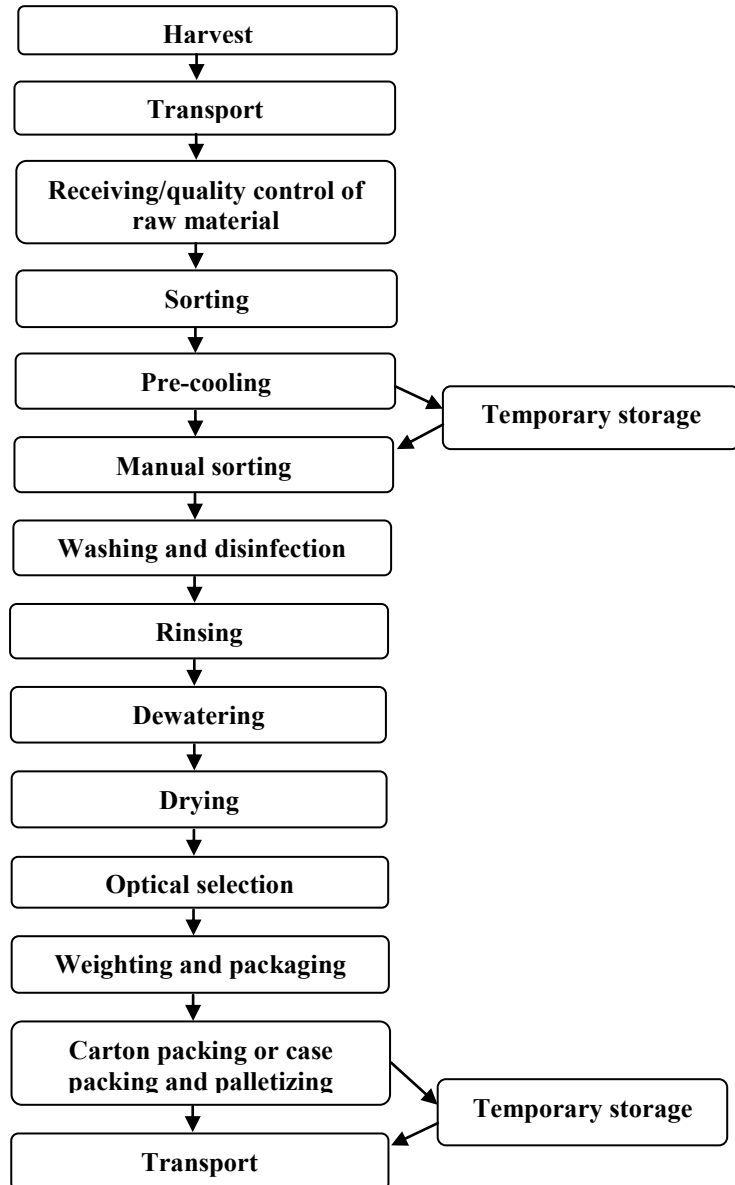 Harvest
Transport
Receiving/quality control of
raw material
Sorting
Pre-cooling
Temporary storage
Manual sorting
Washing and disinfection
Rinsing
Dewatering
Drying
Optical selection
Weighting and packaging
Carton packing or case
packing and palletizing
Temporary storage
Transport